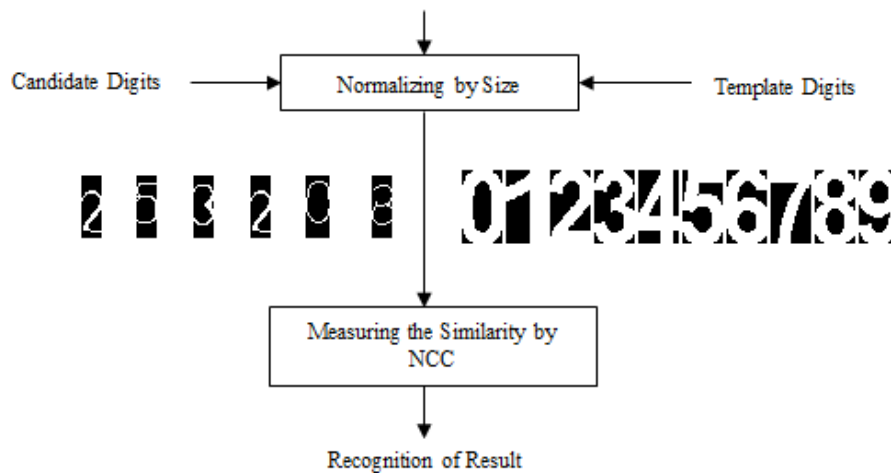 Candidate Digits
Normalizing by Size
Template Digits
2 5 3 2 0 8
0123456789
Measuring the Similarity by
NCC
Recognition of Result